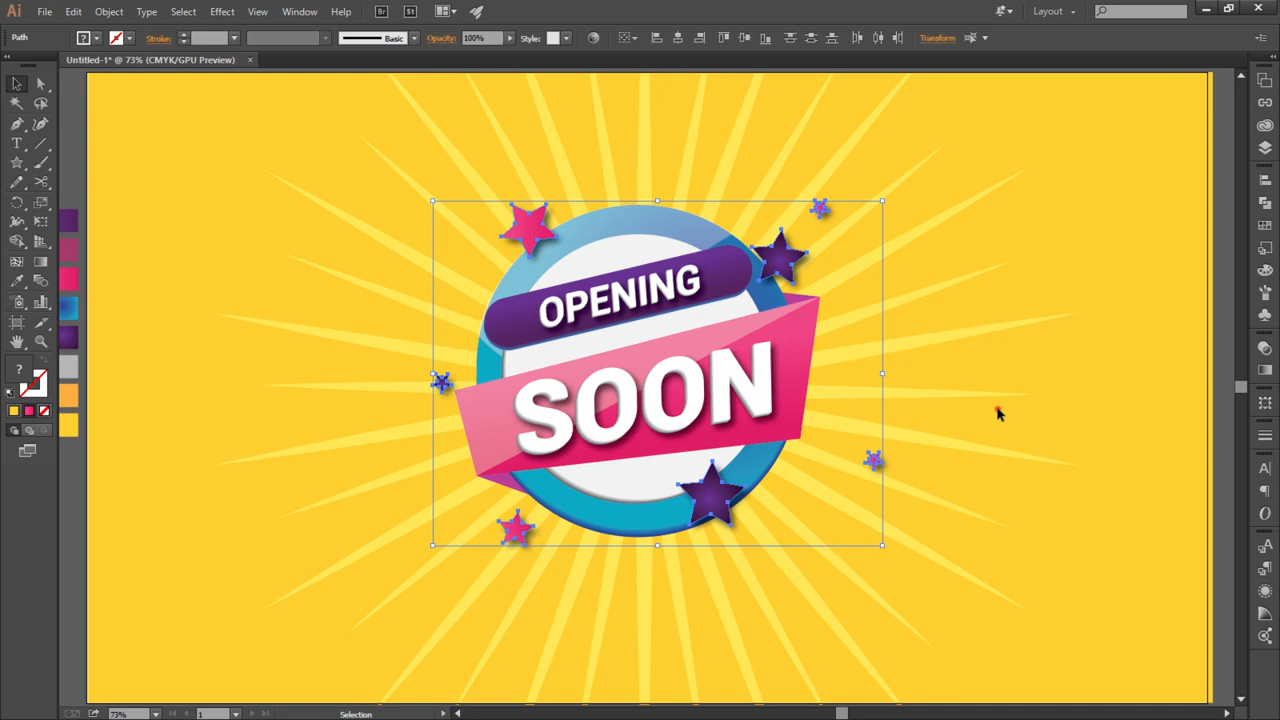 Ai File Edit Object Type Select Effect View Window Help Br St Layout
Path ? Stroke: Basic Opacity: 100% Style: Transform
Untitled-1* @ 73% (CMYK/GPU Preview) ×
OPENING
SOON
?
73% 1 Selection